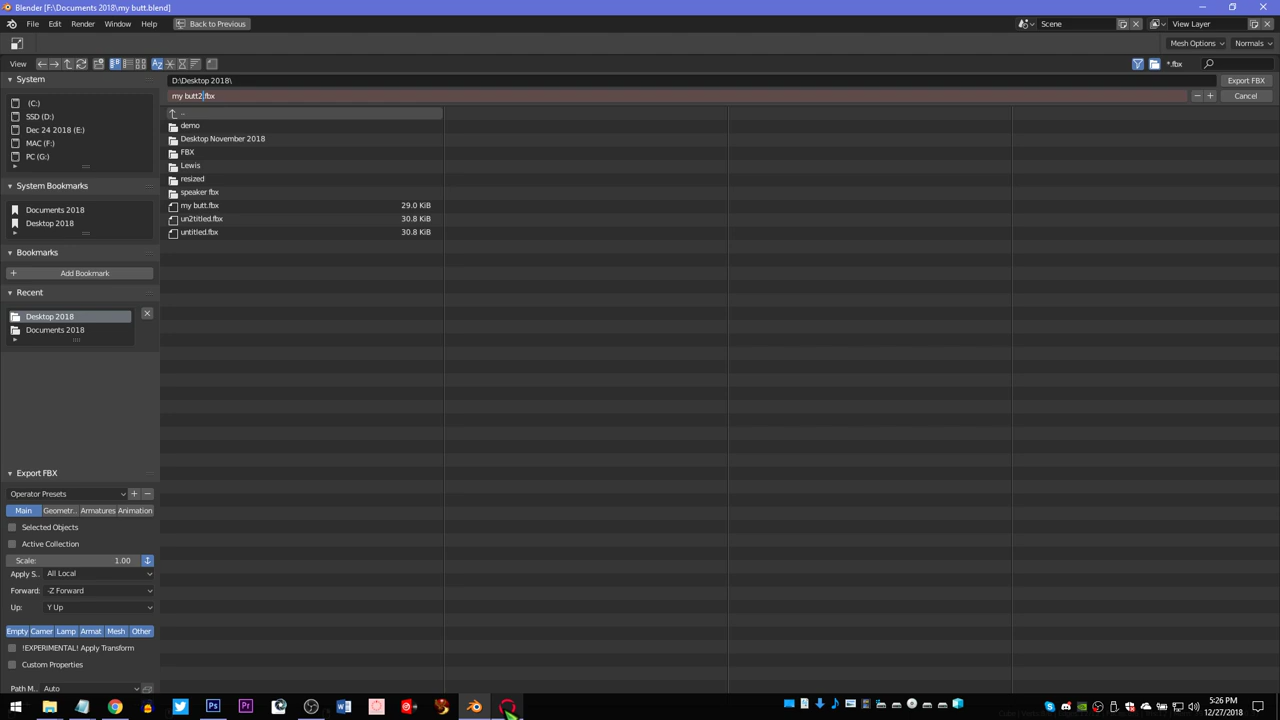 Blender [F:\Documents 2018\my butt.blend]
File Edit Render Window Help Back to Previous Scene View Layer
Mesh Options Normals
View *.fbx
System D:\Desktop 2018\ Export FBX
my butt2.fbx Cancel
(C:) ..
SSD (D:) demo
Dec 24 2018 (E:) Desktop November 2018
MAC (F:) FBX
PC (G:) Lewis
resized
System Bookmarks speaker fbx
my butt.fbx 29.0 KiB
Documents 2018 un2titled.fbx 30.8 KiB
Desktop 2018 untitled.fbx 30.8 KiB
Bookmarks
Add Bookmark
Recent
Desktop 2018
Documents 2018
Export FBX
Operator Presets
Main Geometr.. Armatures Animation
Selected Objects
Active Collection
Scale: 1.00
Apply S.. All Local
Forward: -Z Forward
Up: Y Up
Empty Camer Lamp Armat Mesh Other
!EXPERIMENTAL! Apply Transform
Custom Properties
Path M.. Auto
5:26 PM
12/27/2018